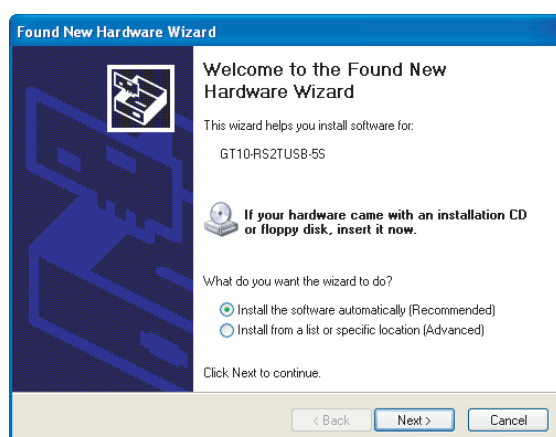 Found New Hardware Wizard
Welcome to the Found New
Hardware Wizard
This wizard helps you install software for:
GT10-RS2TUSB-5S
If your hardware came with an installation CD
or floppy disk, insert it now.
What do you want the wizard to do?
Install the software automatically (Recommended)
Install from a list or specific location (Advanced)
Click Next to continue.
< Back
Next >
Cancel